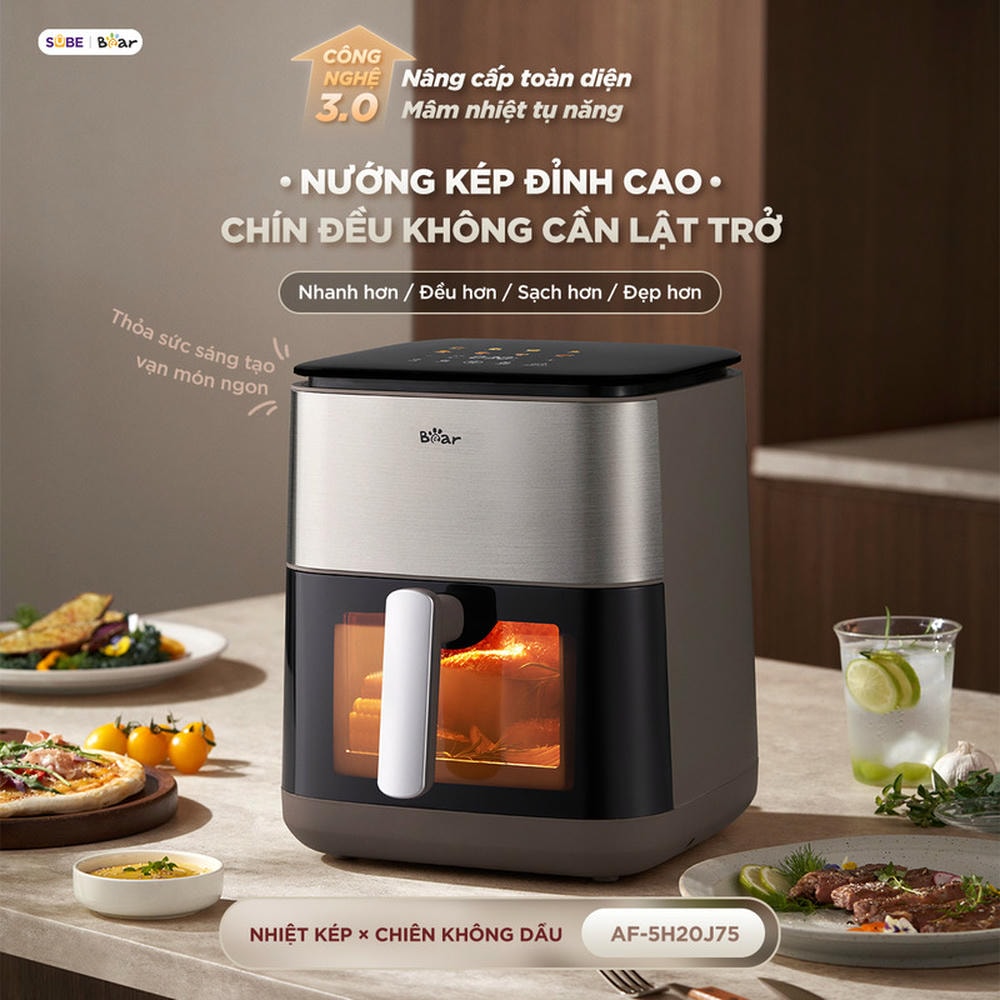 SUBE | Bear
CÔNG
NGHỆ
3.0
Nâng cấp toàn diện
Mâm nhiệt tụ năng
• NƯỚNG KÉP ĐỈNH CAO •
CHÍN ĐỀU KHÔNG CẦN LẬT TRỞ
Nhanh hơn / Đều hơn / Sạch hơn / Đẹp hơn
Thỏa sức sáng tạo
vạn món ngon
Bear
NHIỆT KÉP × CHIÊN KHÔNG DẦU
AF-5H20J75